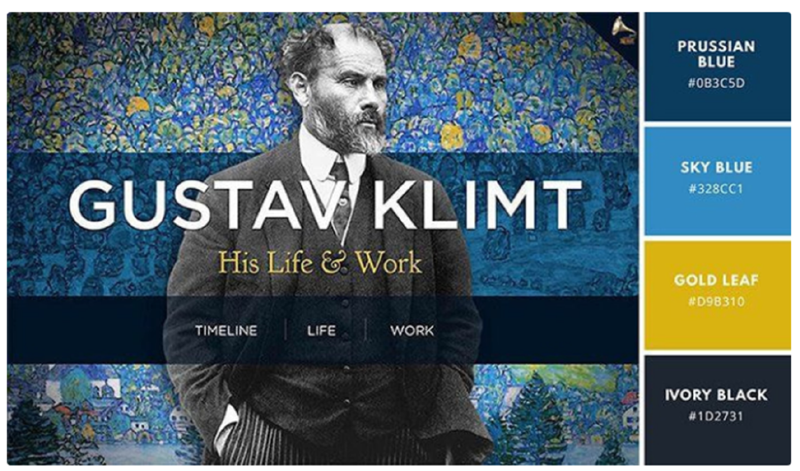 GUSTAV KLIMT
His Life & Work
TIMELINE
LIFE
WORK
PRUSSIAN
BLUE
#0B3C5D
SKY BLUE
#328CC1
GOLD LEAF
#D9B310
IVORY BLACK
#1D2731